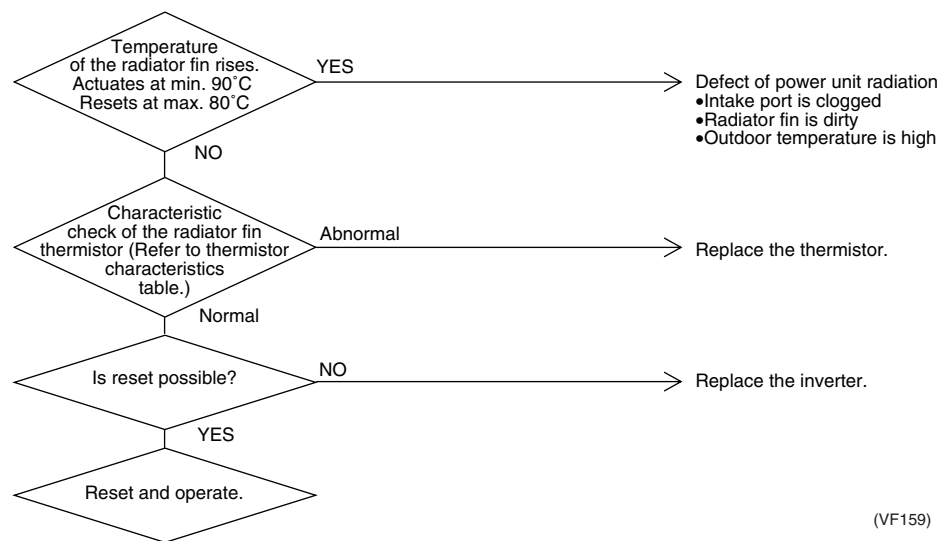 Temperature
of the radiator fin rises.
Actuates at min. 90˚C
Resets at max. 80˚C
YES
Defect of power unit radiation
•Intake port is clogged
•Radiator fin is dirty
•Outdoor temperature is high
NO
Characteristic
check of the radiator fin
thermistor (Refer to thermistor
characteristics
table.)
Abnormal
Replace the thermistor.
Normal
Is reset possible?
NO
Replace the inverter.
YES
Reset and operate.
(VF159)